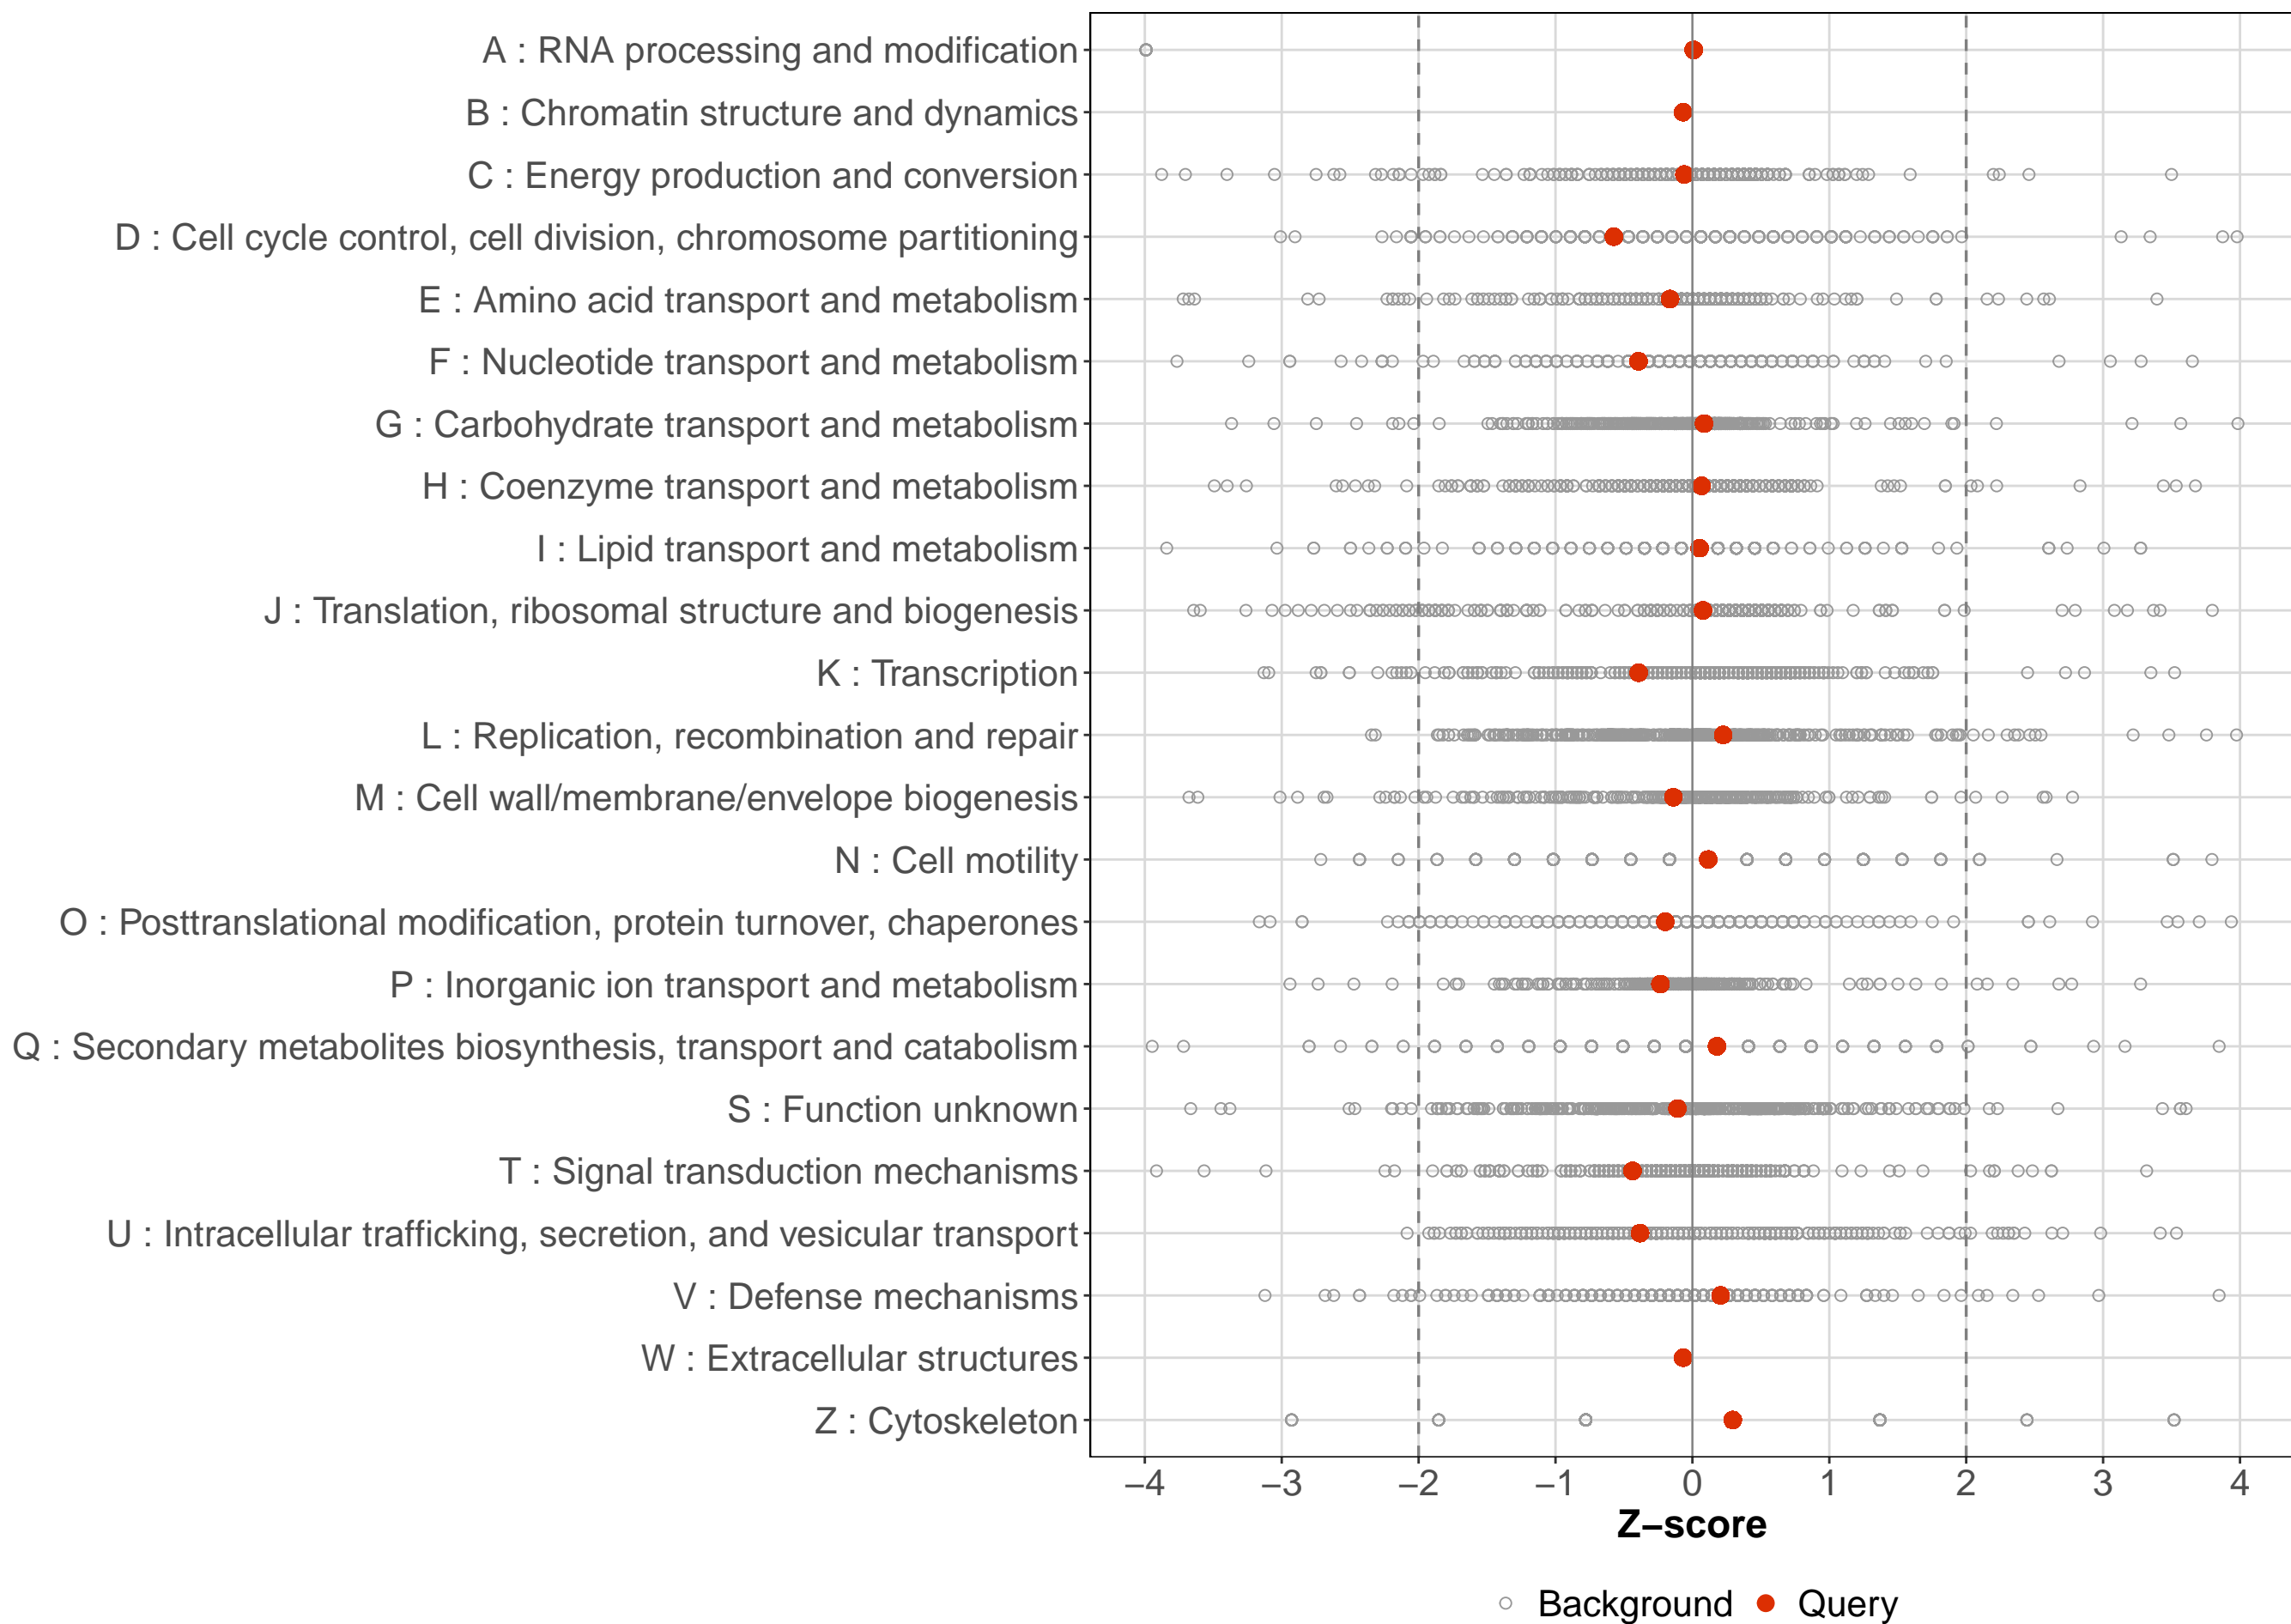 A : RNA processing and modification
B : Chromatin structure and dynamics
C : Energy production and conversion
D : Cell cycle control, cell division, chromosome partitioning
E : Amino acid transport and metabolism
F : Nucleotide transport and metabolism
G : Carbohydrate transport and metabolism
H : Coenzyme transport and metabolism
I : Lipid transport and metabolism
J : Translation, ribosomal structure and biogenesis
K : Transcription
L : Replication, recombination and repair
M : Cell wall/membrane/envelope biogenesis
N : Cell motility
O : Posttranslational modification, protein turnover, chaperones
P : Inorganic ion transport and metabolism
Q : Secondary metabolites biosynthesis, transport and catabolism
S : Function unknown
T : Signal transduction mechanisms
U : Intracellular trafficking, secretion, and vesicular transport
V : Defense mechanisms
W : Extracellular structures
Z : Cytoskeleton
−4 −3 −2 −1 0 1 2 3 4
Z−score
Background Query